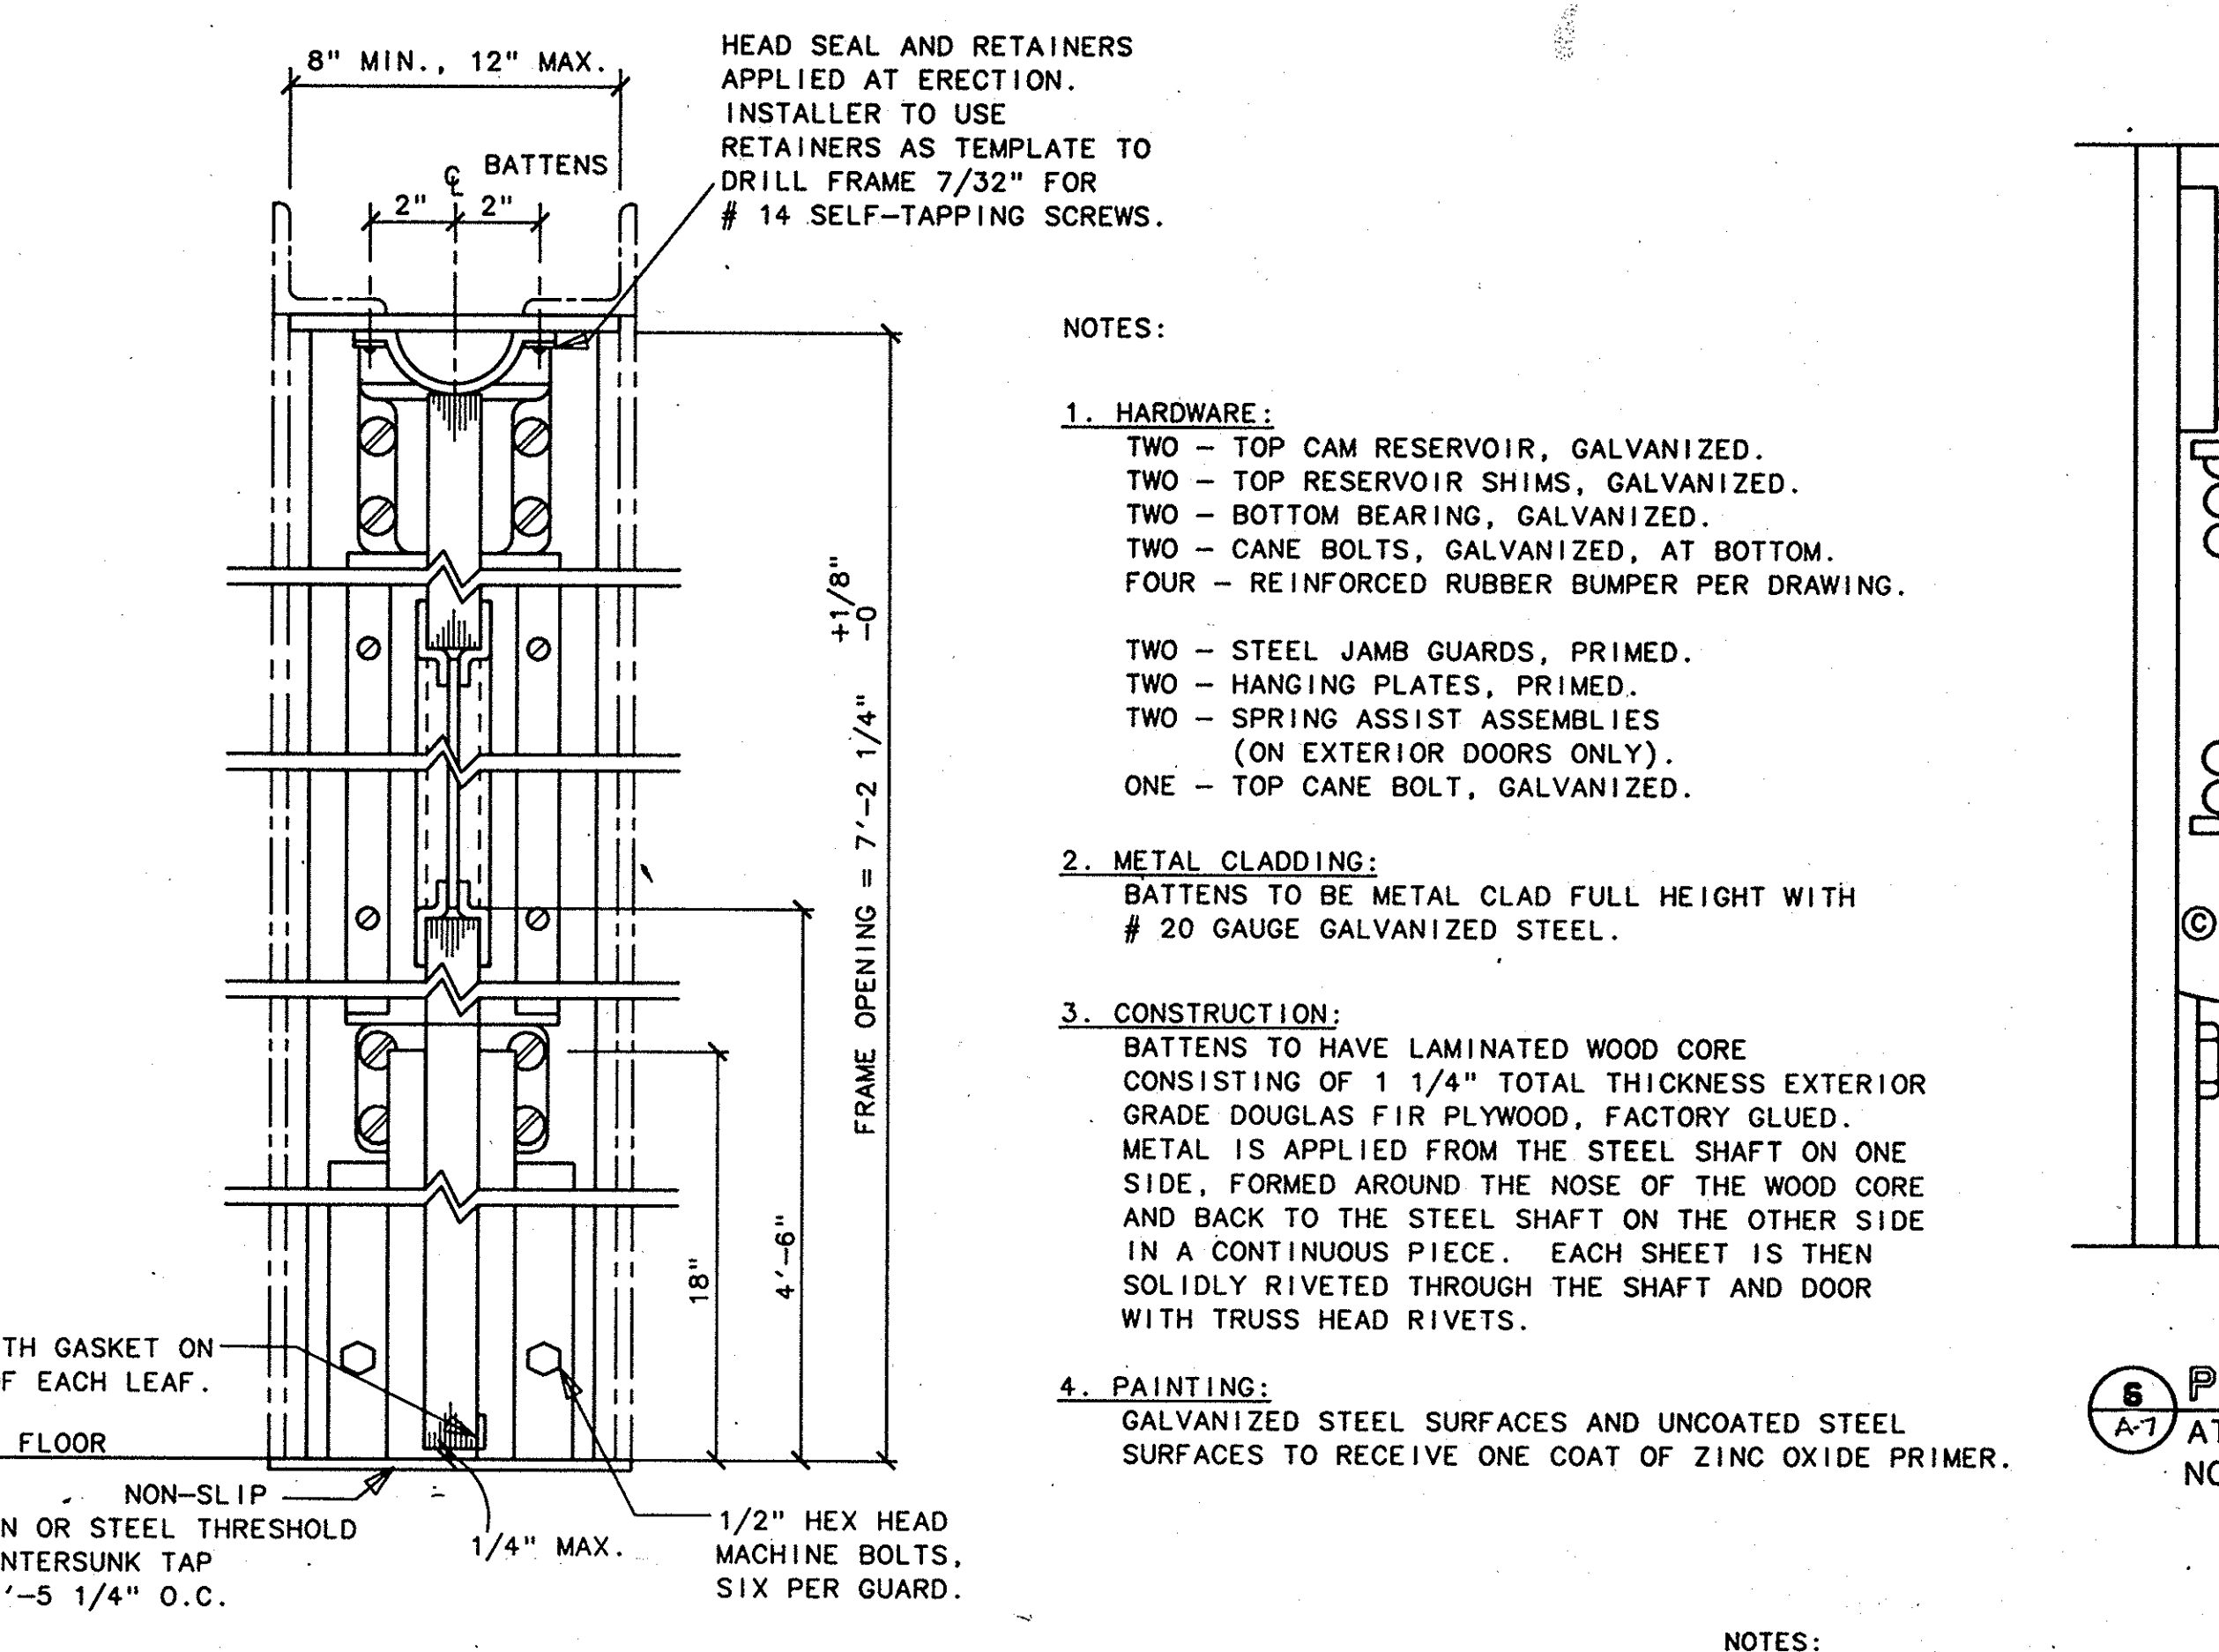 8" MIN., 12" MAX.
HEAD SEAL AND RETAINERS
APPLIED AT ERECTION.
INSTALLER TO USE
RETAINERS AS TEMPLATE TO
DRILL FRAME 7/32" FOR
# 14 SELF-TAPPING SCREWS.
℄ BATTENS
2" 2"
FRAME OPENING = 7'-2 1/4" +1/8" -0
18"
4'-6"
TH GASKET ON
F EACH LEAF.
FLOOR
NON-SLIP
N OR STEEL THRESHOLD
NTERSUNK TAP
'-5 1/4" O.C.
1/4" MAX.
1/2" HEX HEAD
MACHINE BOLTS,
SIX PER GUARD.
NOTES:
1. HARDWARE:
TWO - TOP CAM RESERVOIR, GALVANIZED.
TWO - TOP RESERVOIR SHIMS, GALVANIZED.
TWO - BOTTOM BEARING, GALVANIZED.
TWO - CANE BOLTS, GALVANIZED, AT BOTTOM.
FOUR - REINFORCED RUBBER BUMPER PER DRAWING.
TWO - STEEL JAMB GUARDS, PRIMED.
TWO - HANGING PLATES, PRIMED.
TWO - SPRING ASSIST ASSEMBLIES
(ON EXTERIOR DOORS ONLY).
ONE - TOP CANE BOLT, GALVANIZED.
2. METAL CLADDING:
BATTENS TO BE METAL CLAD FULL HEIGHT WITH
# 20 GAUGE GALVANIZED STEEL.
3. CONSTRUCTION:
BATTENS TO HAVE LAMINATED WOOD CORE
CONSISTING OF 1 1/4" TOTAL THICKNESS EXTERIOR
GRADE DOUGLAS FIR PLYWOOD, FACTORY GLUED.
METAL IS APPLIED FROM THE STEEL SHAFT ON ONE
SIDE, FORMED AROUND THE NOSE OF THE WOOD CORE
AND BACK TO THE STEEL SHAFT ON THE OTHER SIDE
IN A CONTINUOUS PIECE. EACH SHEET IS THEN
SOLIDLY RIVETED THROUGH THE SHAFT AND DOOR
WITH TRUSS HEAD RIVETS.
4. PAINTING:
GALVANIZED STEEL SURFACES AND UNCOATED STEEL
SURFACES TO RECEIVE ONE COAT OF ZINC OXIDE PRIMER.
©
A-7
P
AT
NO
NOTES: